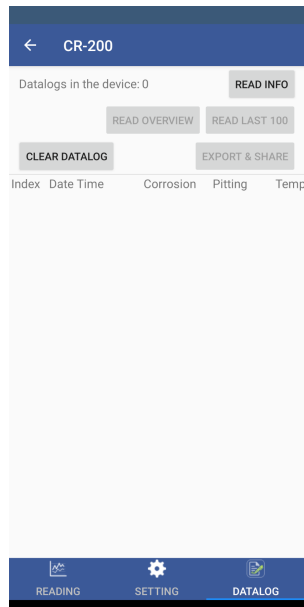 CR-200
Datalogs in the device: 0 READ INFO
READ OVERVIEW READ LAST 100
CLEAR DATALOG EXPORT & SHARE
Index Date Time Corrosion Pitting Temp
READING SETTING DATALOG